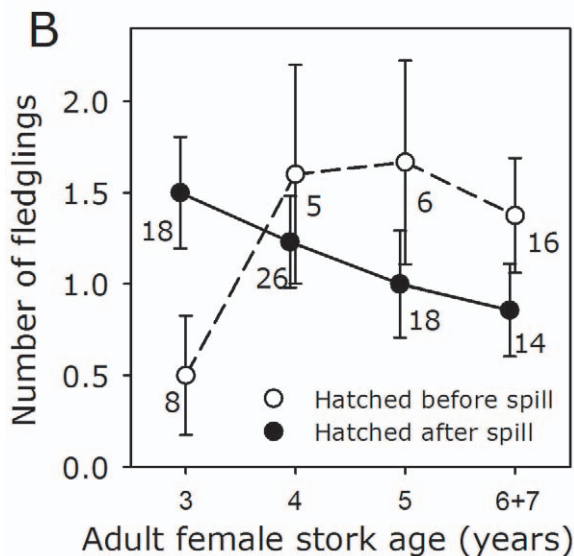 B
Number of fledglings
2.0
1.5
1.0
0.5
0.0
18
5
6
16
26
18
14
8
Hatched before spill
Hatched after spill
3 4 5 6+7
Adult female stork age (years)